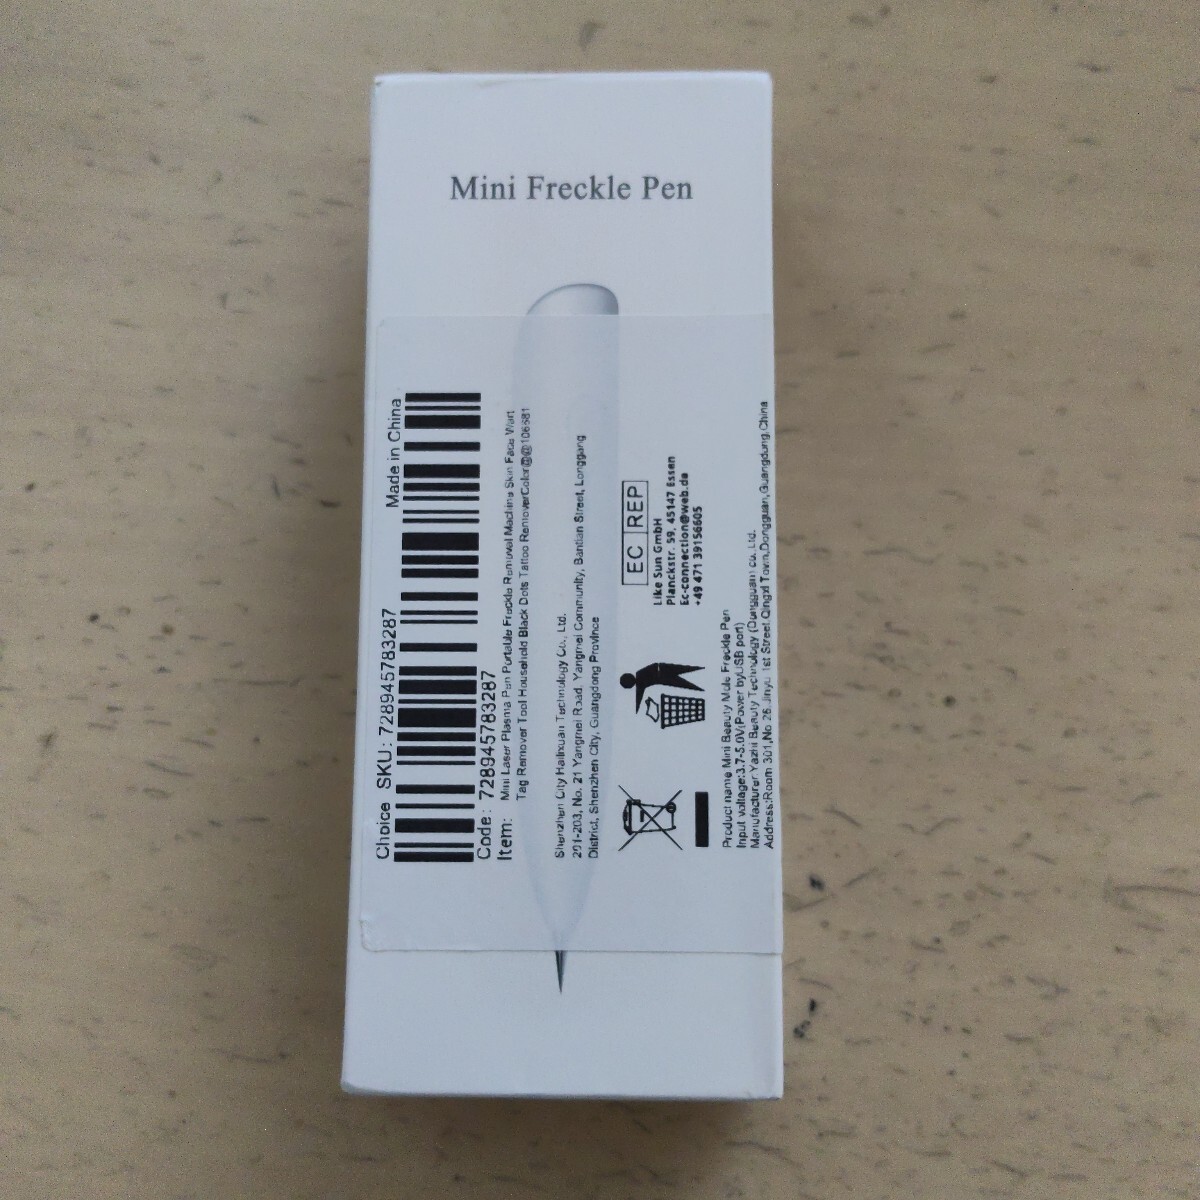 Mini Freckle Pen
Made in China
Choice SKU: 728945783287
Code: 728945783287
Item: Mini Laser Plasma Pen Portable Freckle Removal Machine Skin Face Wart
Tag Remover Tool Household Black Dots Tattoo RemoverColor@@106681
Shenzhen City Haihuan Technology Co., Ltd.
201-203, No. 21 Yangmei Road, Yangmei Community, Bantian Street, Longgang
District, Shenzhen City, Guangdong Province
EC REP
Like Sun GmbH
Planckstr. 59, 45147 Essen
Ec-connection@web.de
+49 471 39156605
Product name:Mini Beauty Mole Freckle Pen
Input voltage:3.7-5.0V(Power byUSB port)
Manufacturer:Yazhi Beauty Technology (Dongguan) co. Ltd.
Address:Room 301,No.26.Jinyu 1st Street,Qingxi Town,Dongguan,Guangdung,China